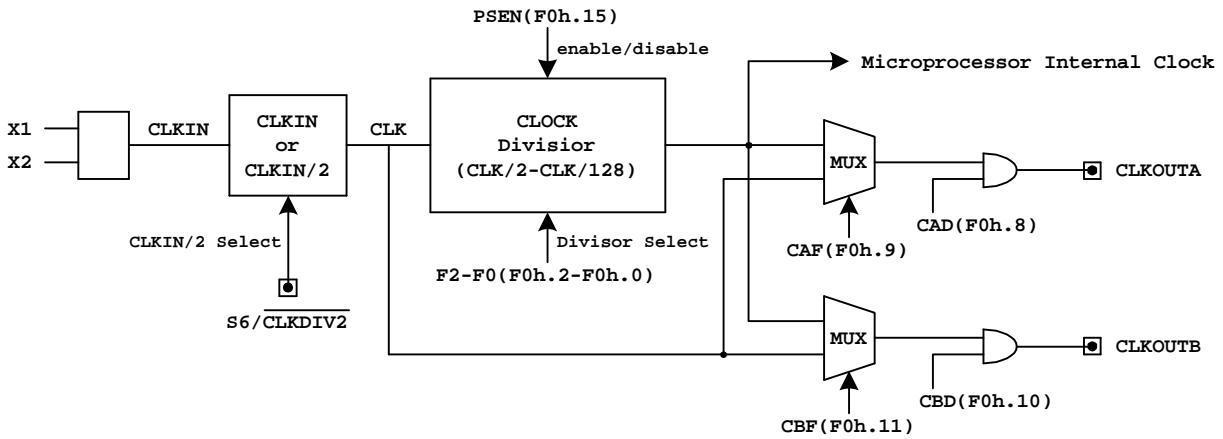 PSEN(F0h.15)
enable/disable
Microprocessor Internal Clock
X1
X2
CLKIN
CLKIN
or
CLKIN/2
CLK
CLOCK
Divisior
(CLK/2-CLK/128)
MUX
CLKOUTA
CAD(F0h.8)
CAF(F0h.9)
CLKIN/2 Select
Divisor Select
F2-F0(F0h.2-F0h.0)
S6/CLKDIV2
MUX
CLKOUTB
CBD(F0h.10)
CBF(F0h.11)